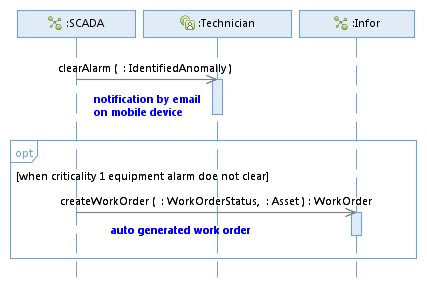 :SCADA
:Technician
:Infor
clearAlarm ( : IdentifiedAnomally )
notification by email
on mobile device
opt
[when criticality 1 equipment alarm doe not clear]
createWorkOrder ( : WorkOrderStatus, : Asset ) : WorkOrder
auto generated work order